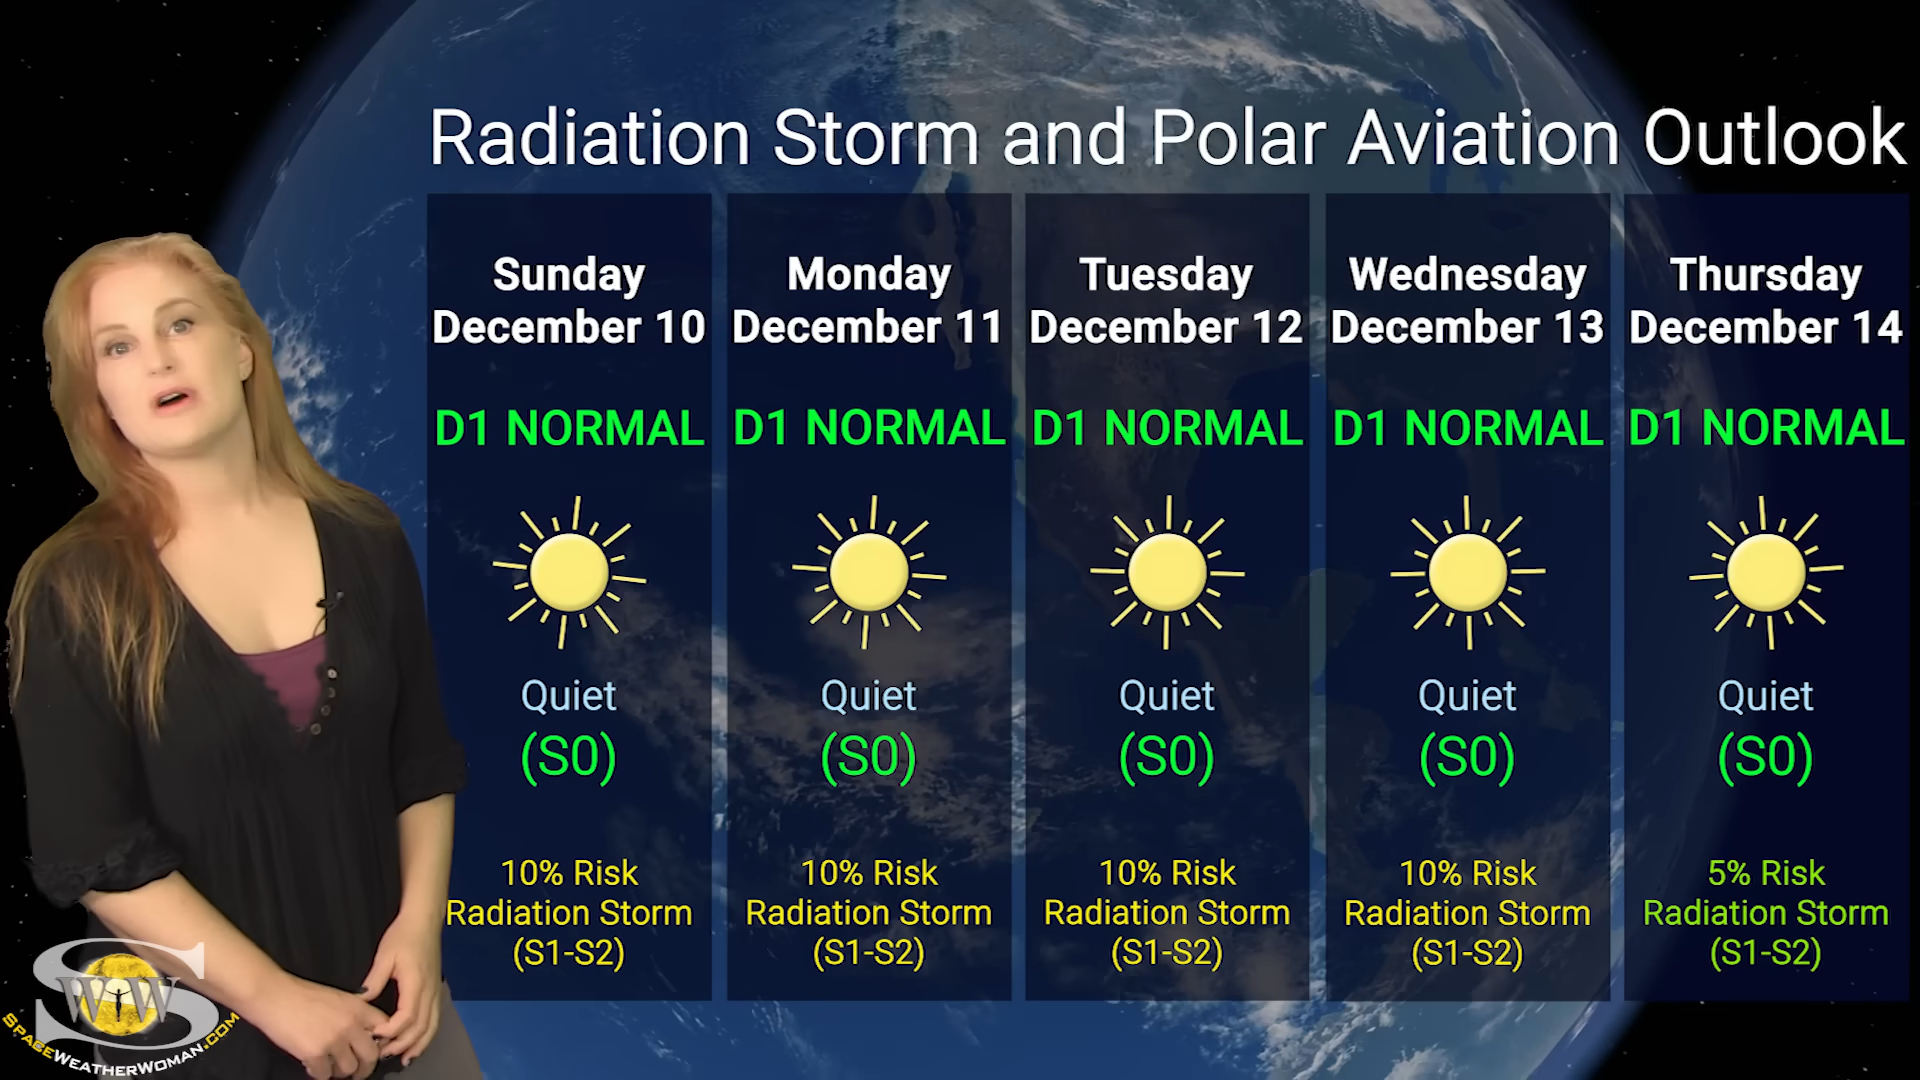 Radiation Storm and Polar Aviation Outlook
Sunday
December 10
D1 NORMAL
Quiet
(S0)
10% Risk
Radiation Storm
(S1-S2)
Monday
December 11
D1 NORMAL
Quiet
(S0)
10% Risk
Radiation Storm
(S1-S2)
Tuesday
December 12
D1 NORMAL
Quiet
(S0)
10% Risk
Radiation Storm
(S1-S2)
Wednesday
December 13
D1 NORMAL
Quiet
(S0)
10% Risk
Radiation Storm
(S1-S2)
Thursday
December 14
D1 NORMAL
Quiet
(S0)
5% Risk
Radiation Storm
(S1-S2)
S
WW
SPACEWEATHERWOMAN.COM